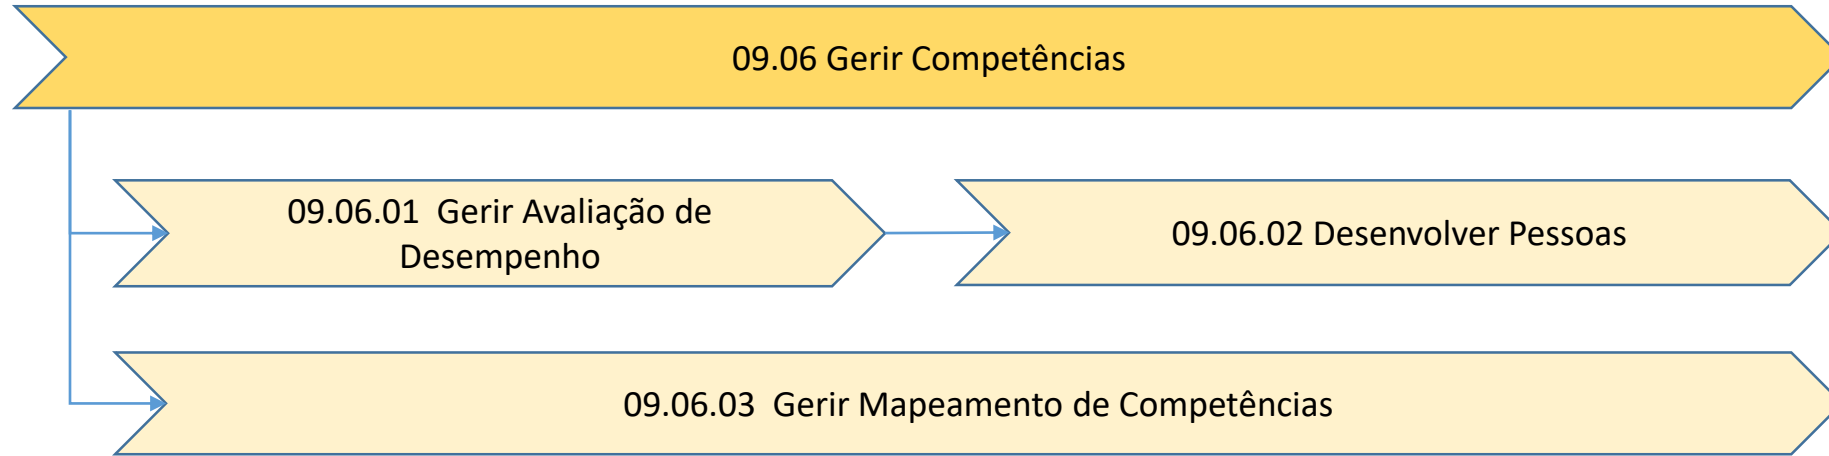 09.06 Gerir Competências
09.06.01  Gerir Avaliação de
Desempenho
09.06.02 Desenvolver Pessoas
09.06.03  Gerir Mapeamento de Competências